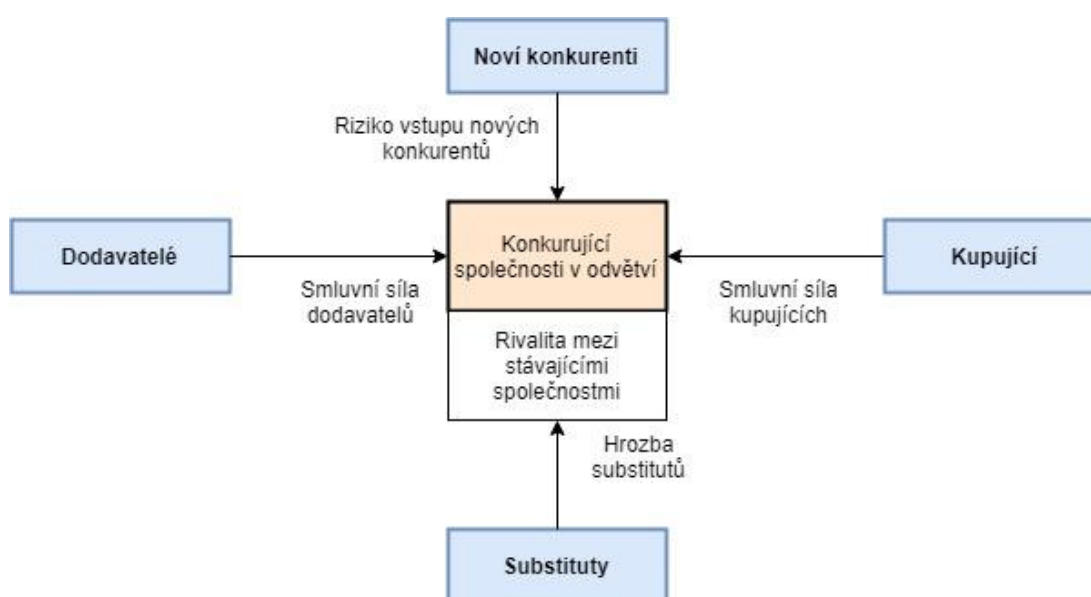 Noví konkurenti
Riziko vstupu nových
konkurentů
Dodavatelé
Konkurující
společnosti v odvětví
Kupující
Smluvní síla
dodavatelů
Smluvní síla
kupujících
Rivalita mezi
stávajícími
společnostmi
Hrozba
substitutů
Substituty